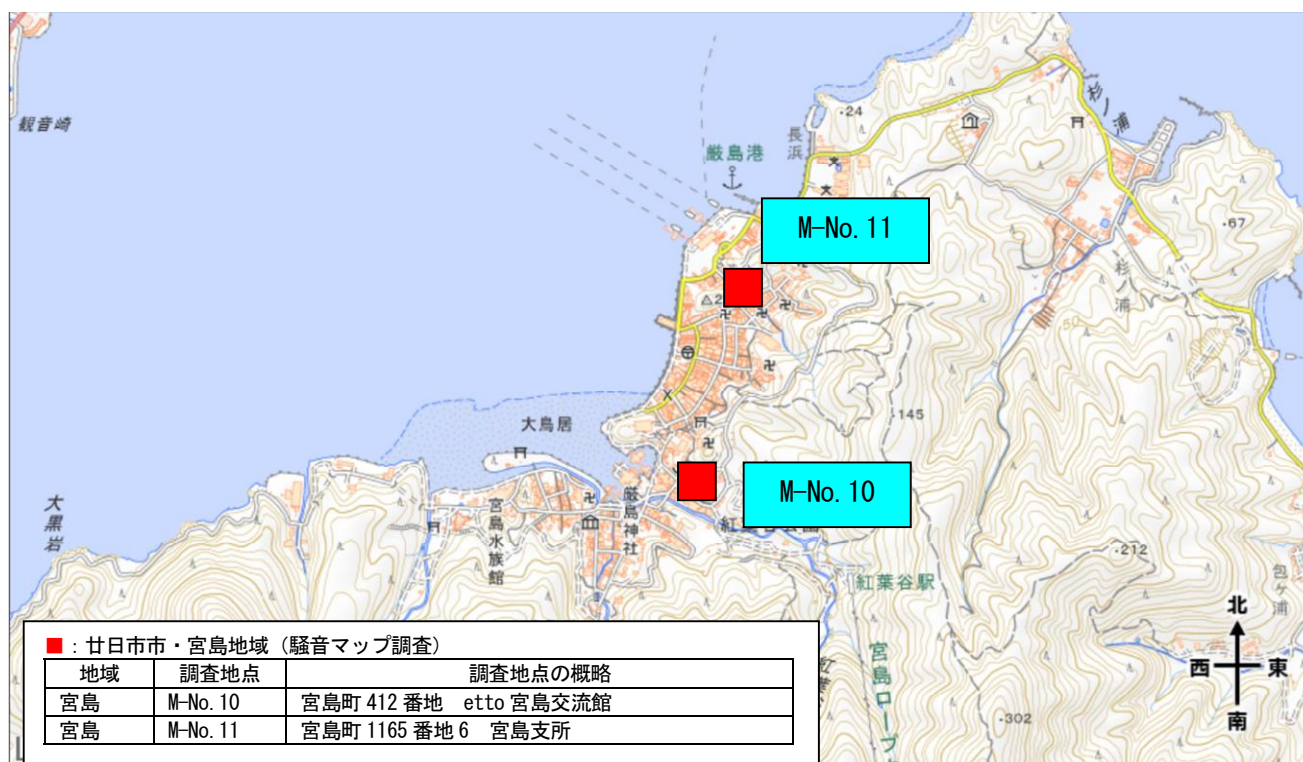 観音崎
・24
長浜
厳島港
杉ノ浦
M-No. 11
・67
杉ノ浦
50
・145
大鳥居
M-No. 10
大黒岩
宮島水族館
厳島神社
・212
紅葉谷駅
包ケ浦
宮島ロープ
・302
北
西 東
南
■：廿日市市・宮島地域（騒音マップ調査）
地域 調査地点 調査地点の概略
宮島 M-No. 10 宮島町 412 番地 etto 宮島交流館
宮島 M-No. 11 宮島町 1165 番地 6 宮島支所